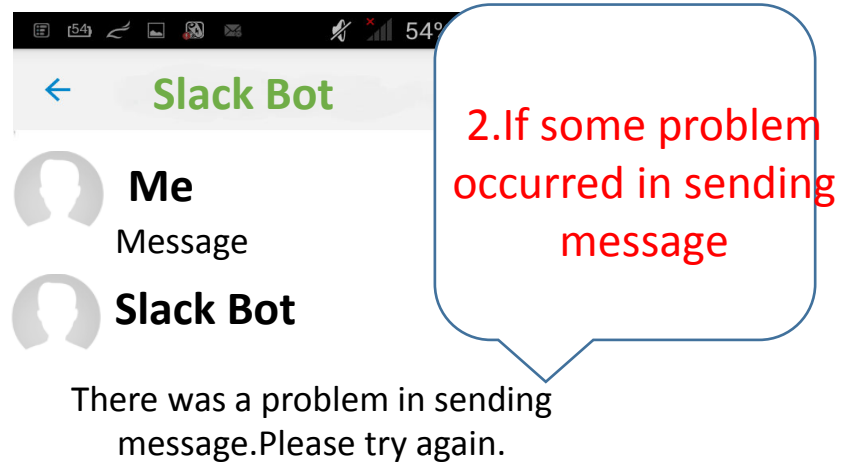 54 54°
Slack Bot
2.If some problem
occurred in sending
message
Me
Message
Slack Bot
There was a problem in sending
message.Please try again.